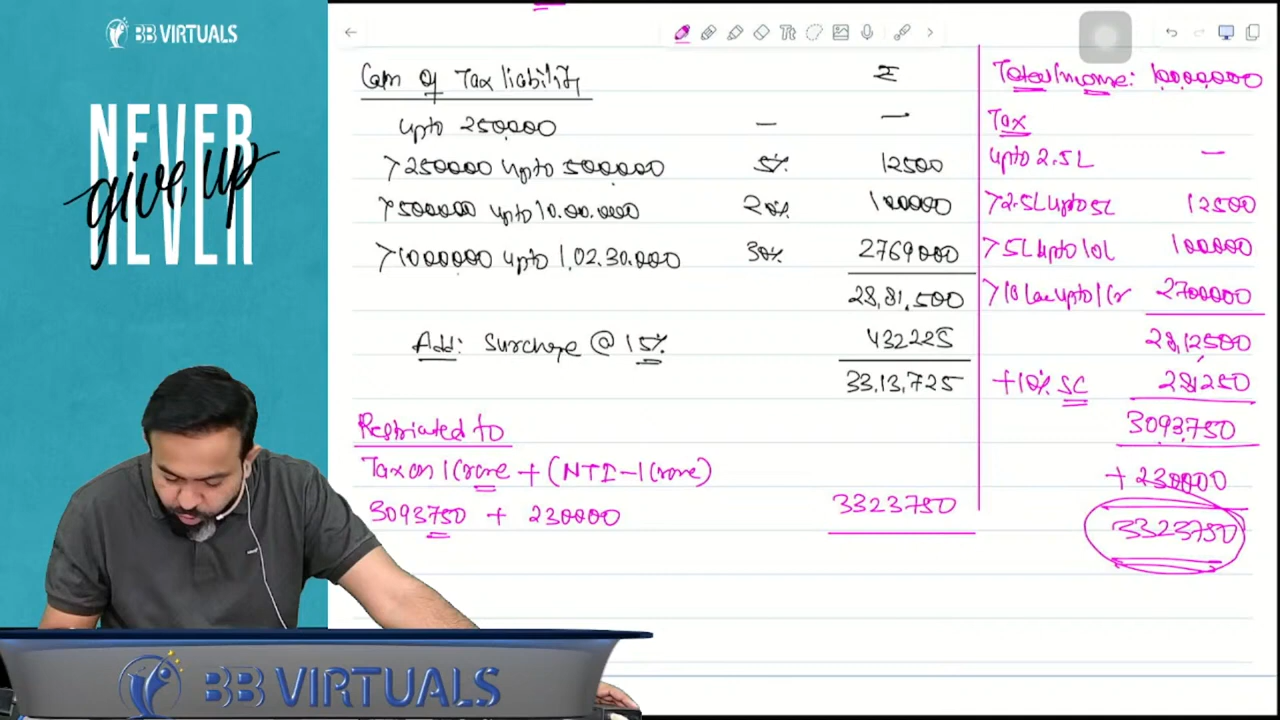 BB VIRTUALS
NEVER
give up
NEVER
Com of Tax liability ₹
upto 250000 — —
>250000 upto 500,000 5% 12500
>500000 upto 10.00.000 20% 100000
>1000000 upto 1,02,30,000 30% 2769000
28,81,500
Add: Surcharge @ 15% 432225
33,13,725
Restricted to
Tax on 1 Crore + (NTI - 1 Crore)
3093750 + 230000 3323750
Total Income: 10000000
Tax
upto 2.5L —
>2.5L upto 5L 12500
>5L upto 10L 100000
>10 Lac upto 1 Cr 2700000
28,12500
+10% SC 281250
3093750
+ 230000
3323750
BB VIRTUALS